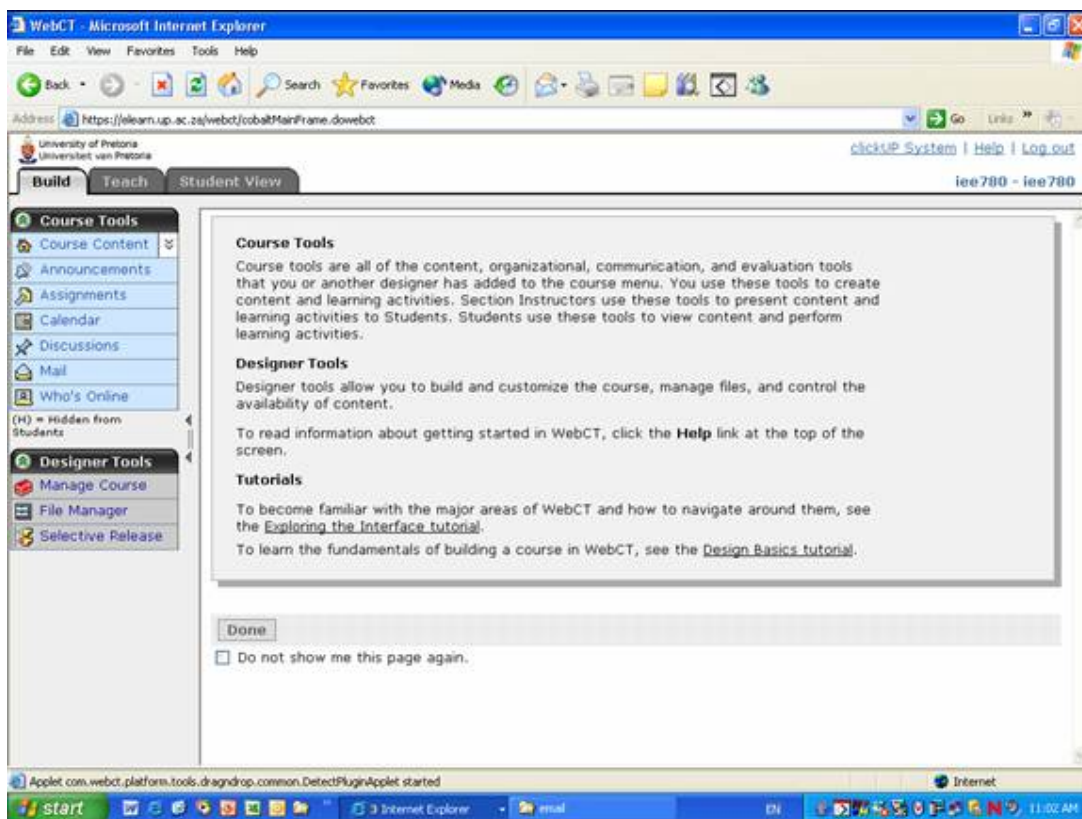 WebCT - Microsoft Internet Explorer
File Edit View Favorites Tools Help
Back Search Favorites Media
Address https://elearn.up.ac.za/webct/cobaltMainFrame.dowebct Go Links
University of Pretoria
Universiteit van Pretoria
clickUP System | Help | Log out
Build Teach Student View
iee780 - iee780
Course Tools
Course Content
Announcements
Assignments
Calendar
Discussions
Mail
Who's Online
(H) = Hidden from
Students
Designer Tools
Manage Course
File Manager
Selective Release
Course Tools
Course tools are all of the content, organizational, communication, and evaluation tools
that you or another designer has added to the course menu. You use these tools to create
content and learning activities. Section Instructors use these tools to present content and
learning activities to Students. Students use these tools to view content and perform
learning activities.
Designer Tools
Designer tools allow you to build and customize the course, manage files, and control the
availability of content.
To read information about getting started in WebCT, click the Help link at the top of the
screen.
Tutorials
To become familiar with the major areas of WebCT and how to navigate around them, see
the Exploring the Interface tutorial.
To learn the fundamentals of building a course in WebCT, see the Design Basics tutorial.
Done
Do not show me this page again.
Applet com.webct.platform.tools.dragndrop.common.DetectPluginApplet started
Internet
start 3 Internet Explorer email EN 11:02 AM